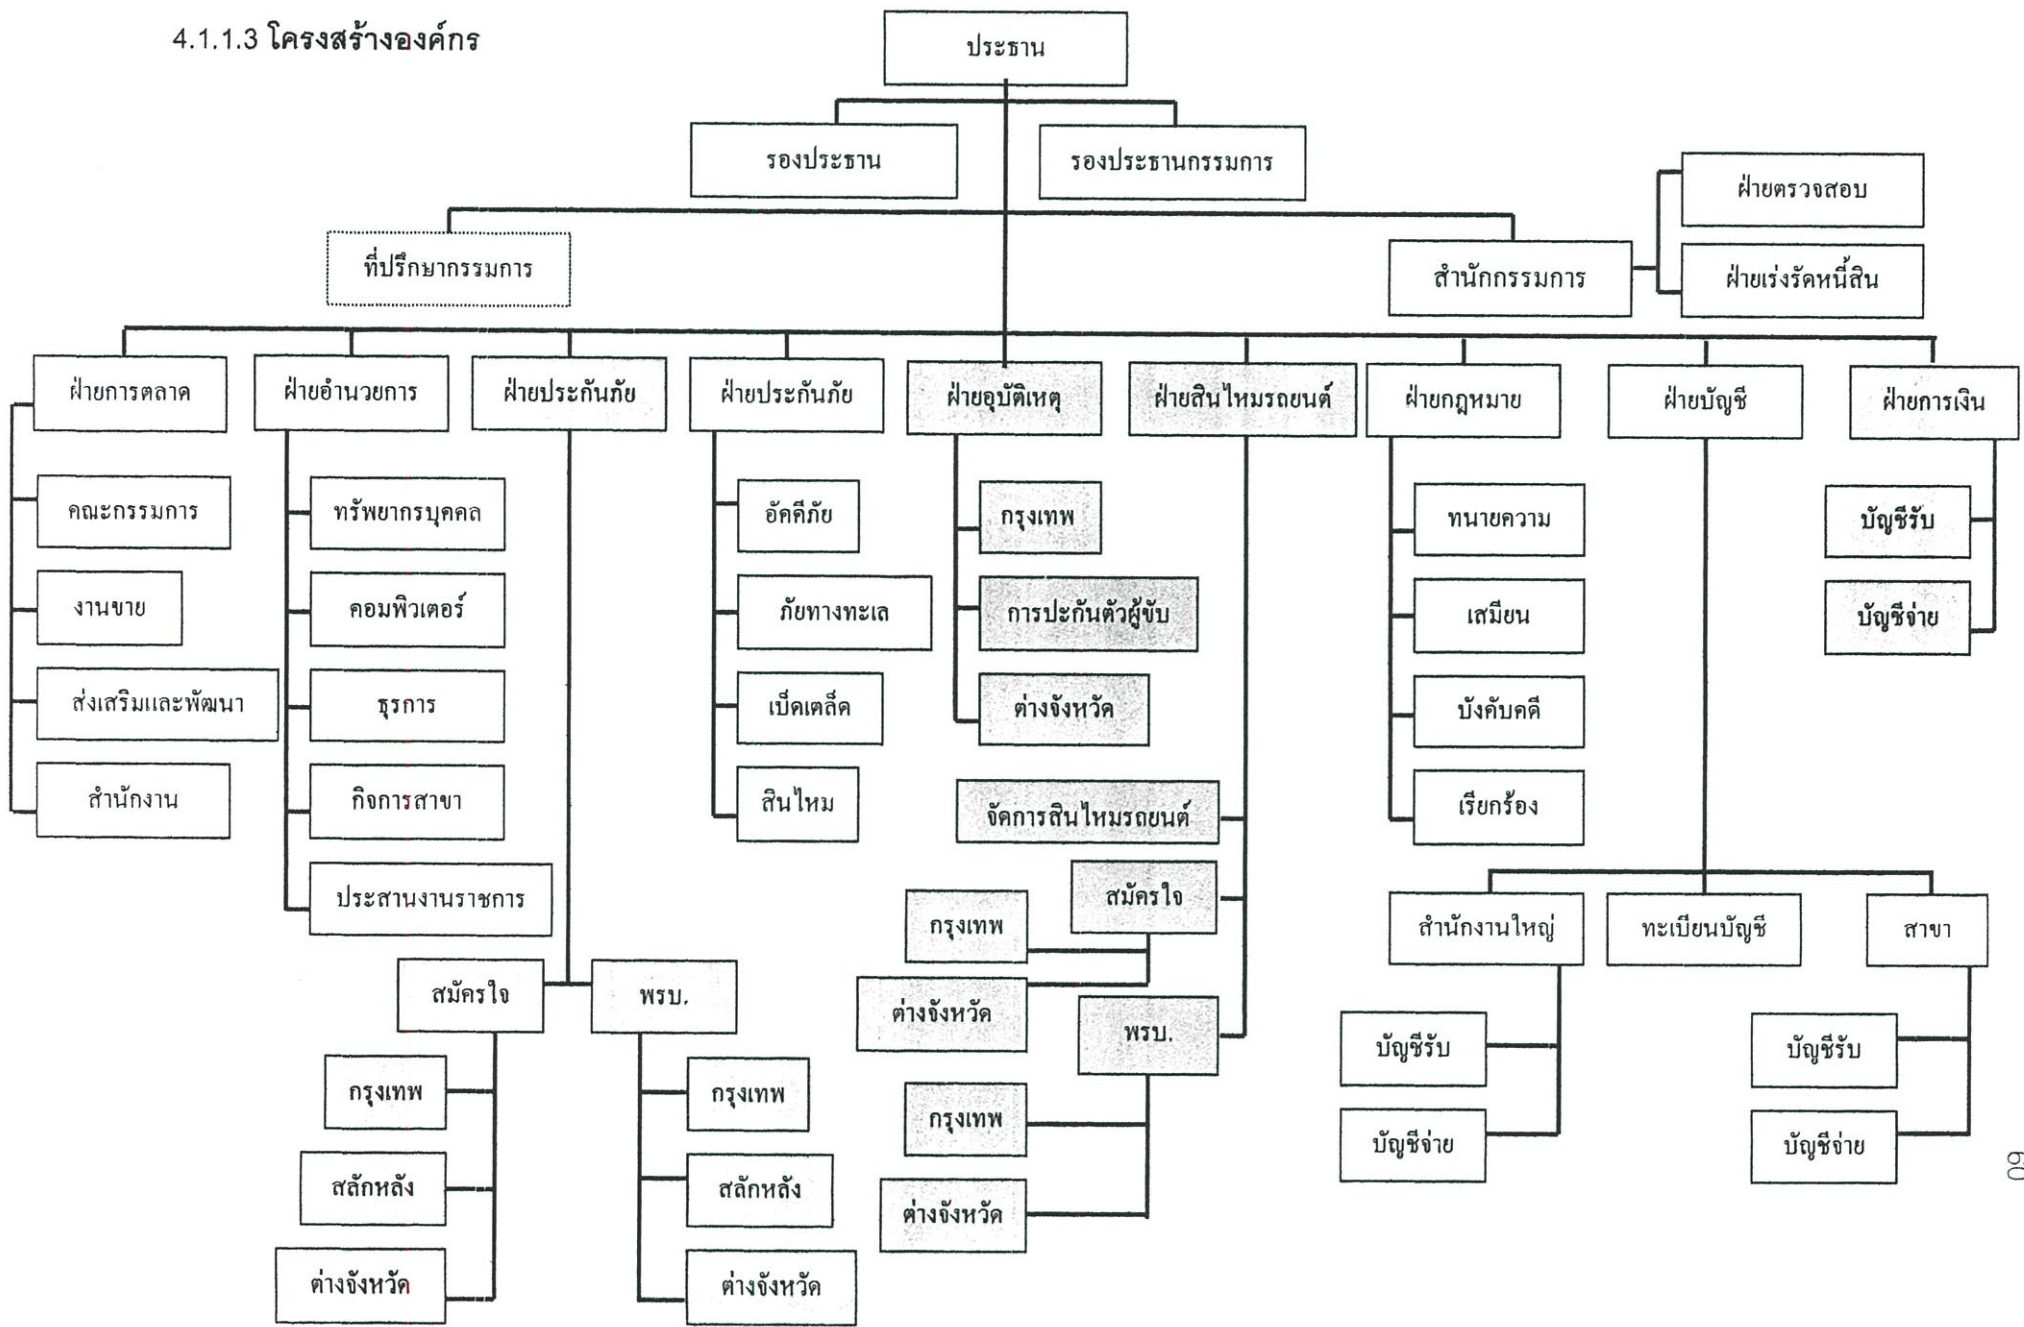 4.1.1.3 โครงสร้างองค์กร
ประธาน
รองประธาน
รองประธานกรรมการ
ที่ปรึกษากรรมการ
สำนักกรรมการ
ฝ่ายตรวจสอบ
ฝ่ายเร่งรัดหนี้สิน
ฝ่ายการตลาด
คณะกรรมการ
งานขาย
ส่งเสริมและพัฒนา
สำนักงาน
ฝ่ายอำนวยการ
ทรัพยากรบุคคล
คอมพิวเตอร์
ธุรการ
กิจการสาขา
ประสานงานราชการ
ฝ่ายประกันภัย
สมัครใจ
กรุงเทพ
สลักหลัง
ต่างจังหวัด
พรบ.
กรุงเทพ
สลักหลัง
ต่างจังหวัด
ฝ่ายประกันภัย
อัคคีภัย
ภัยทางทะเล
เบ็ดเตล็ด
สินไหม
ฝ่ายอุบัติเหตุ
กรุงเทพ
การประกันตัวผู้ขับ
ต่างจังหวัด
ฝ่ายสินไหมรถยนต์
จัดการสินไหมรถยนต์
สมัครใจ
กรุงเทพ
ต่างจังหวัด
พรบ.
กรุงเทพ
ต่างจังหวัด
ฝ่ายกฎหมาย
ทนายความ
เสมียน
บังคับคดี
เรียกร้อง
ฝ่ายบัญชี
สำนักงานใหญ่
บัญชีรับ
บัญชีจ่าย
ทะเบียนบัญชี
สาขา
บัญชีรับ
บัญชีจ่าย
ฝ่ายการเงิน
บัญชีรับ
บัญชีจ่าย
60